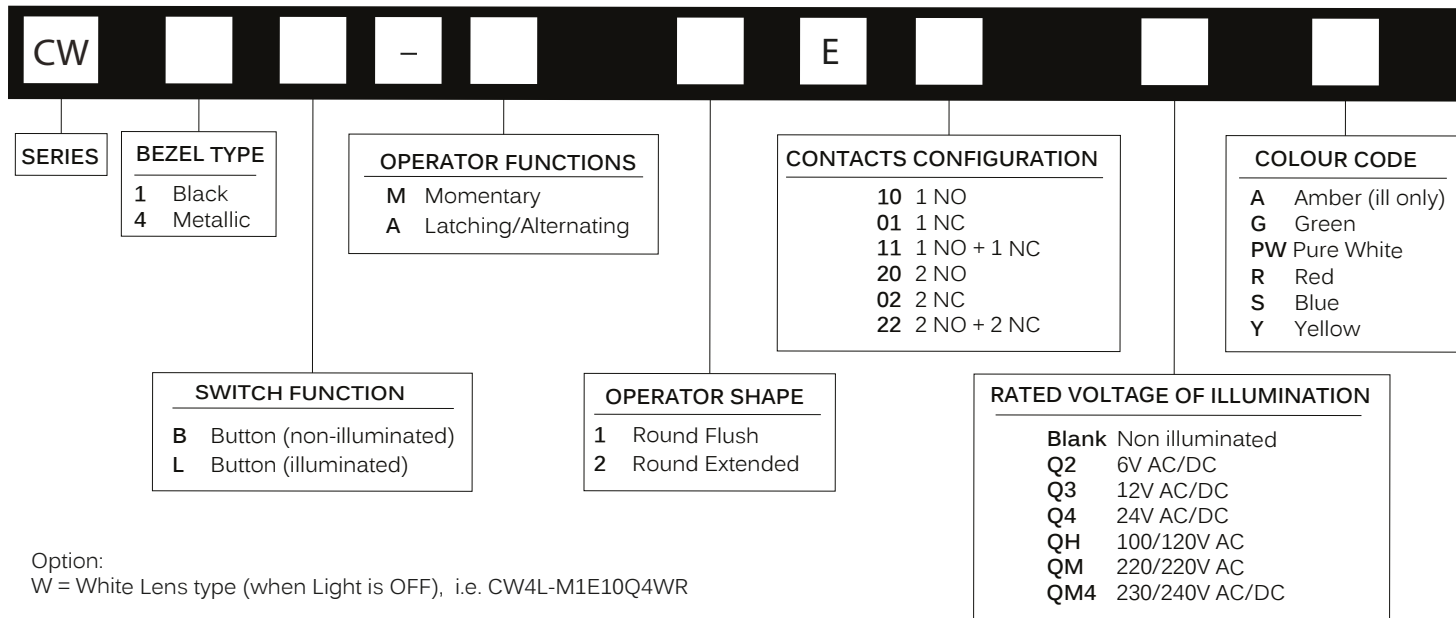 CW – E
SERIES
BEZEL TYPE
1 Black
4 Metallic
OPERATOR FUNCTIONS
M Momentary
A Latching/Alternating
CONTACTS CONFIGURATION
10 1 NO
01 1 NC
11 1 NO + 1 NC
20 2 NO
02 2 NC
22 2 NO + 2 NC
COLOUR CODE
A Amber (ill only)
G Green
PW Pure White
R Red
S Blue
Y Yellow
SWITCH FUNCTION
B Button (non-illuminated)
L Button (illuminated)
OPERATOR SHAPE
1 Round Flush
2 Round Extended
RATED VOLTAGE OF ILLUMINATION
Blank Non illuminated
Q2 6V AC/DC
Q3 12V AC/DC
Q4 24V AC/DC
QH 100/120V AC
QM 220/220V AC
QM4 230/240V AC/DC
Option:
W = White Lens type (when Light is OFF), i.e. CW4L-M1E10Q4WR